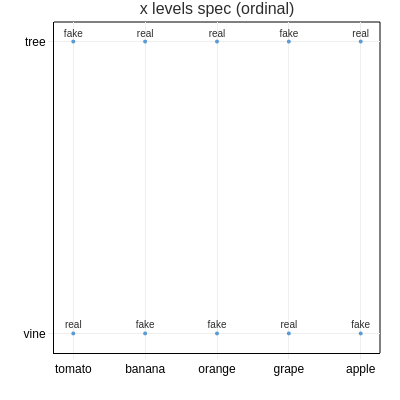 x levels spec (ordinal)
fake real real fake real
tree
real fake fake real fake
vine
tomato banana orange grape apple